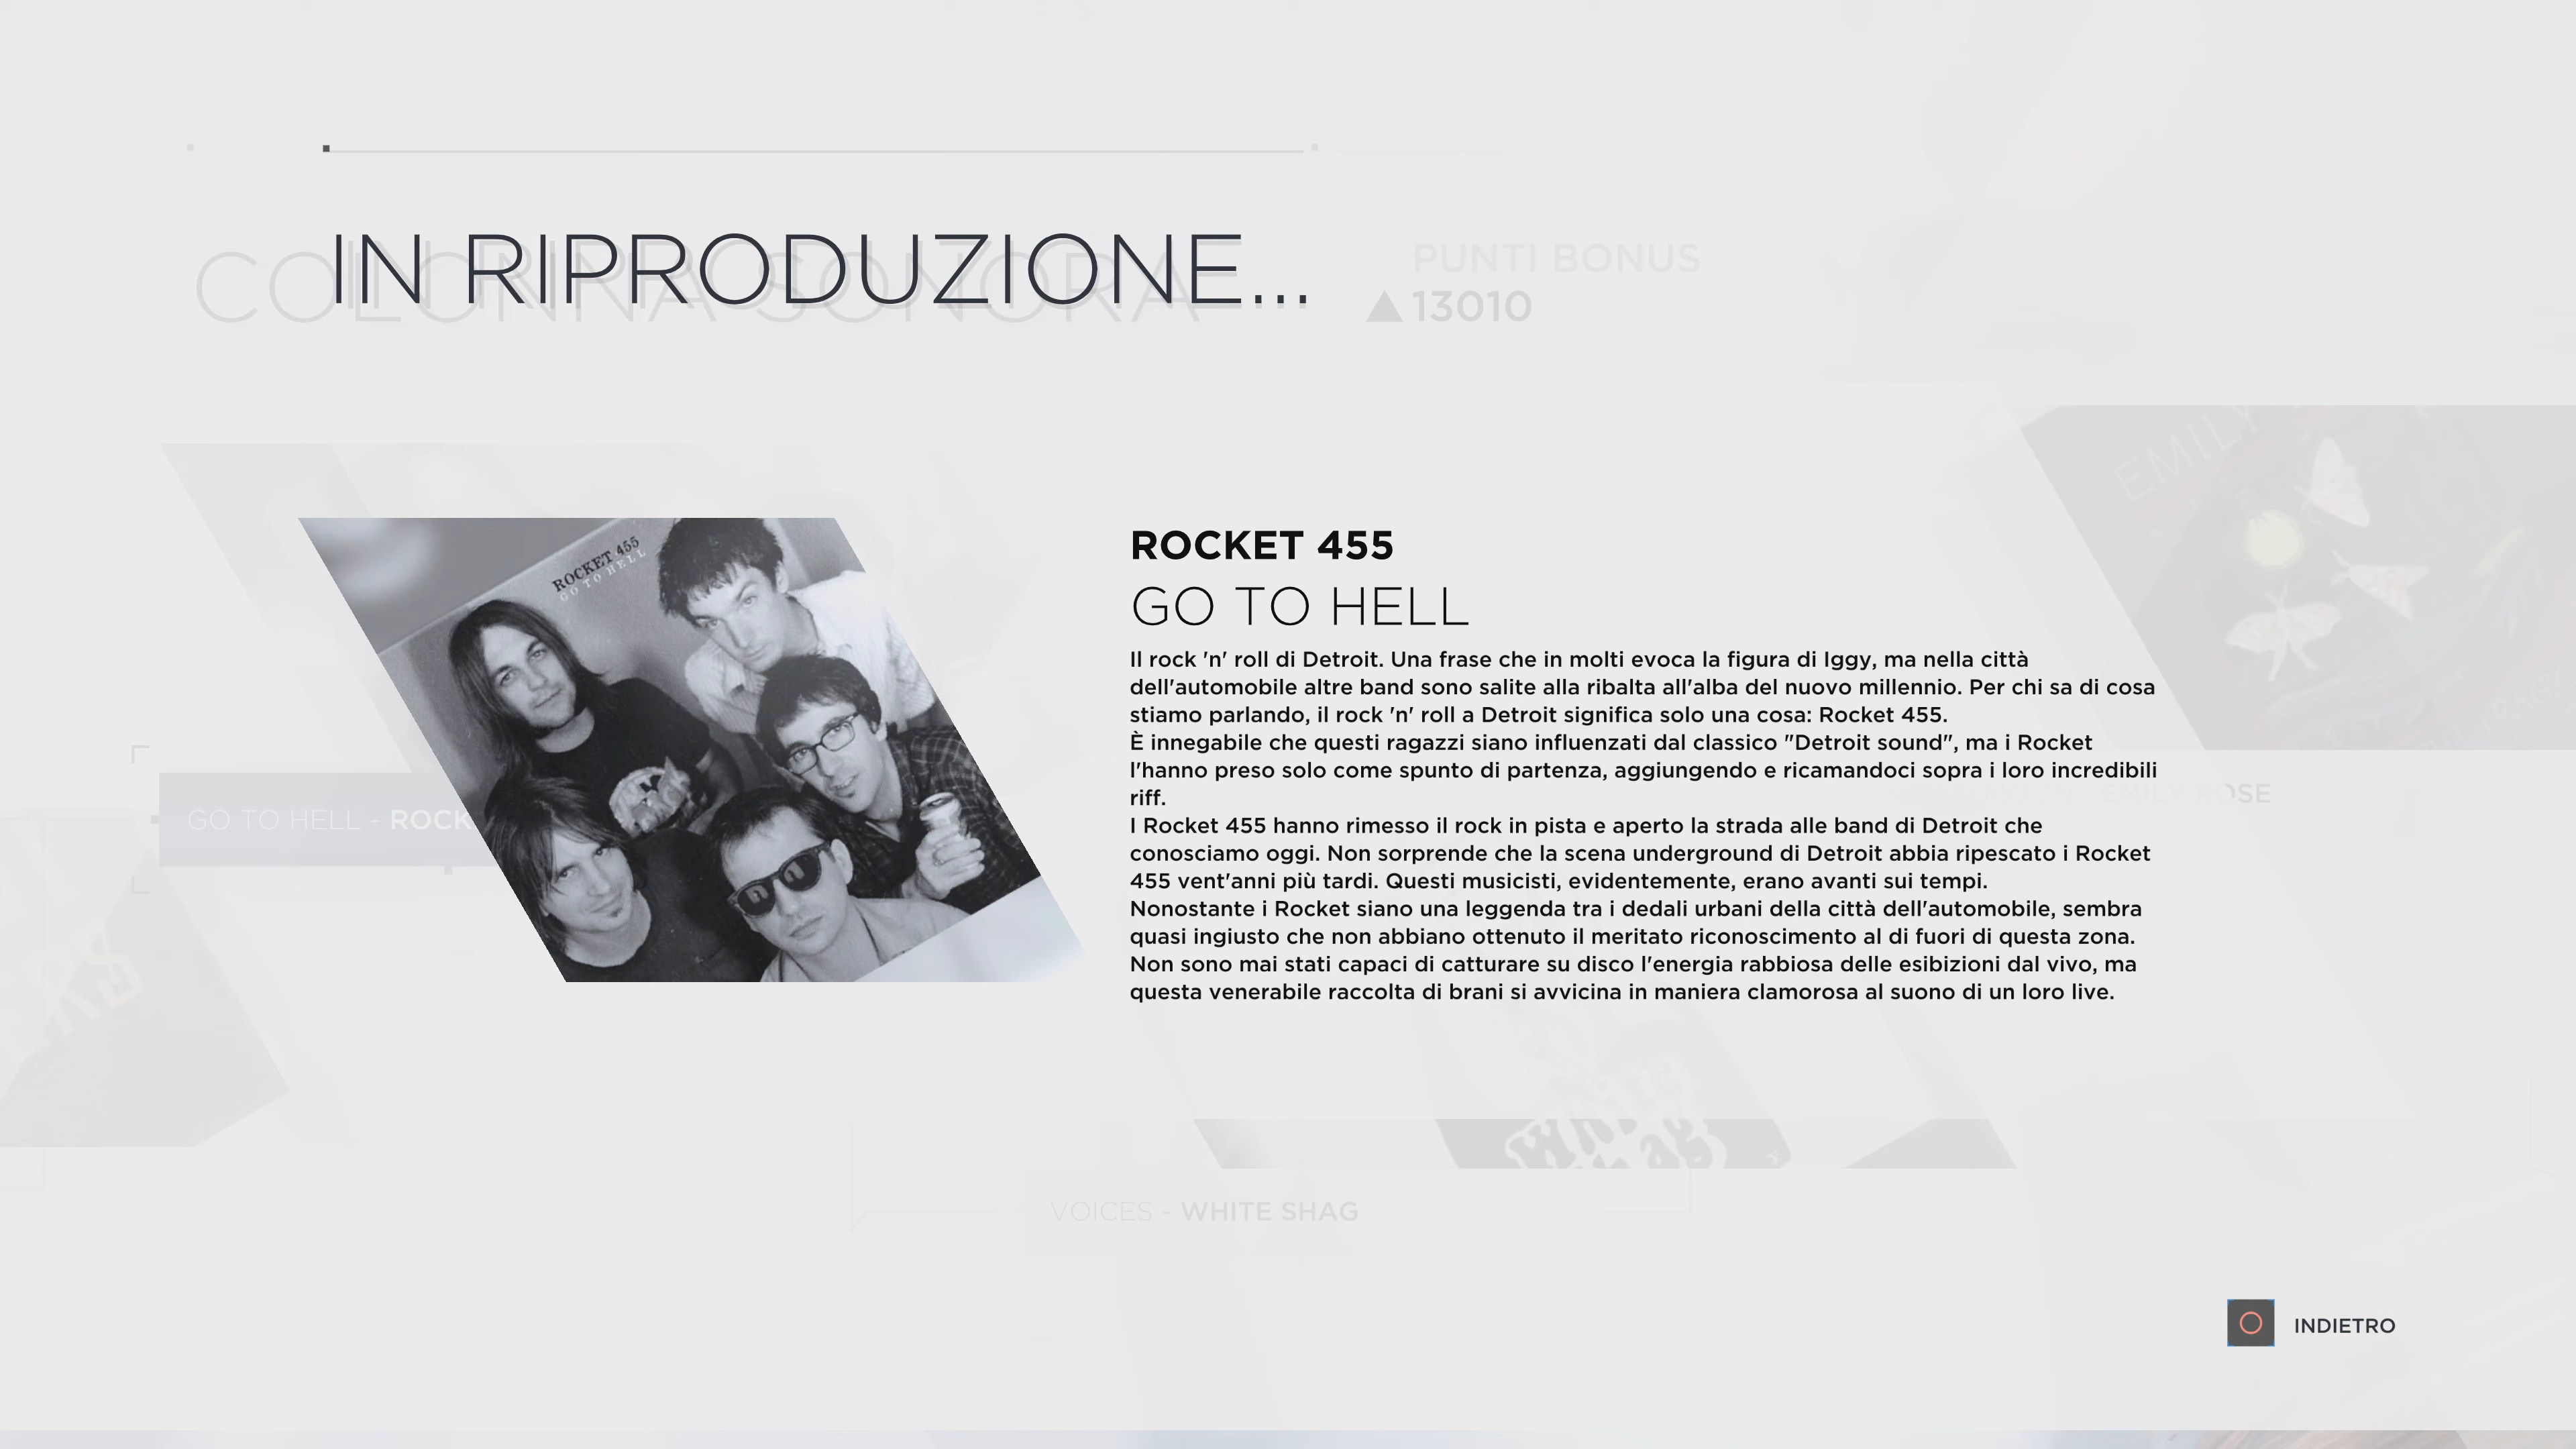 IN RIPRODUZIONE...
COLONNA SONORA
PUNTI BONUS
13010
EMILY
ROCKET 455
GO TO HELL
ROCKET 455
GO TO HELL
Il rock 'n' roll di Detroit. Una frase che in molti evoca la figura di Iggy, ma nella città
dell'automobile altre band sono salite alla ribalta all'alba del nuovo millennio. Per chi sa di cosa
stiamo parlando, il rock 'n' roll a Detroit significa solo una cosa: Rocket 455.
È innegabile che questi ragazzi siano influenzati dal classico "Detroit sound", ma i Rocket
l'hanno preso solo come spunto di partenza, aggiungendo e ricamandoci sopra i loro incredibili
riff.
I Rocket 455 hanno rimesso il rock in pista e aperto la strada alle band di Detroit che
conosciamo oggi. Non sorprende che la scena underground di Detroit abbia ripescato i Rocket
455 vent'anni più tardi. Questi musicisti, evidentemente, erano avanti sui tempi.
Nonostante i Rocket siano una leggenda tra i dedali urbani della città dell'automobile, sembra
quasi ingiusto che non abbiano ottenuto il meritato riconoscimento al di fuori di questa zona.
Non sono mai stati capaci di catturare su disco l'energia rabbiosa delle esibizioni dal vivo, ma
questa venerabile raccolta di brani si avvicina in maniera clamorosa al suono di un loro live.
GO TO HELL - ROCK
EMILY ROSE
WHITE SHAG
VOICES - WHITE SHAG
INDIETRO